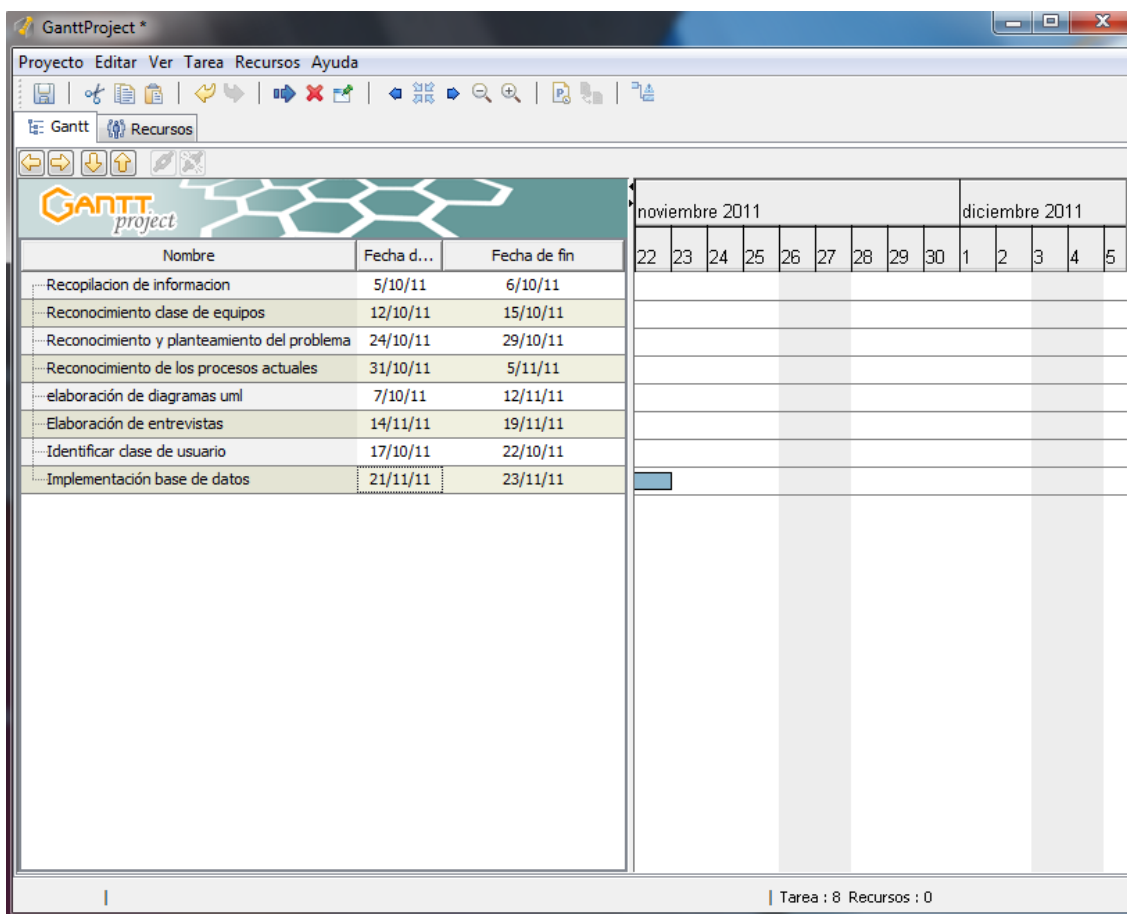 GanttProject *
Proyecto Editar Ver Tarea Recursos Ayuda
Gantt Recursos
GANTT project
noviembre 2011 diciembre 2011
Nombre Fecha d... Fecha de fin 22 23 24 25 26 27 28 29 30 1 2 3 4 5
Recopilacion de informacion 5/10/11 6/10/11
Reconocimiento clase de equipos 12/10/11 15/10/11
Reconocimiento y planteamiento del problema 24/10/11 29/10/11
Reconocimiento de los procesos actuales 31/10/11 5/11/11
elaboración de diagramas uml 7/10/11 12/11/11
Elaboración de entrevistas 14/11/11 19/11/11
Identificar clase de usuario 17/10/11 22/10/11
Implementación base de datos 21/11/11 23/11/11
Tarea : 8 Recursos : 0